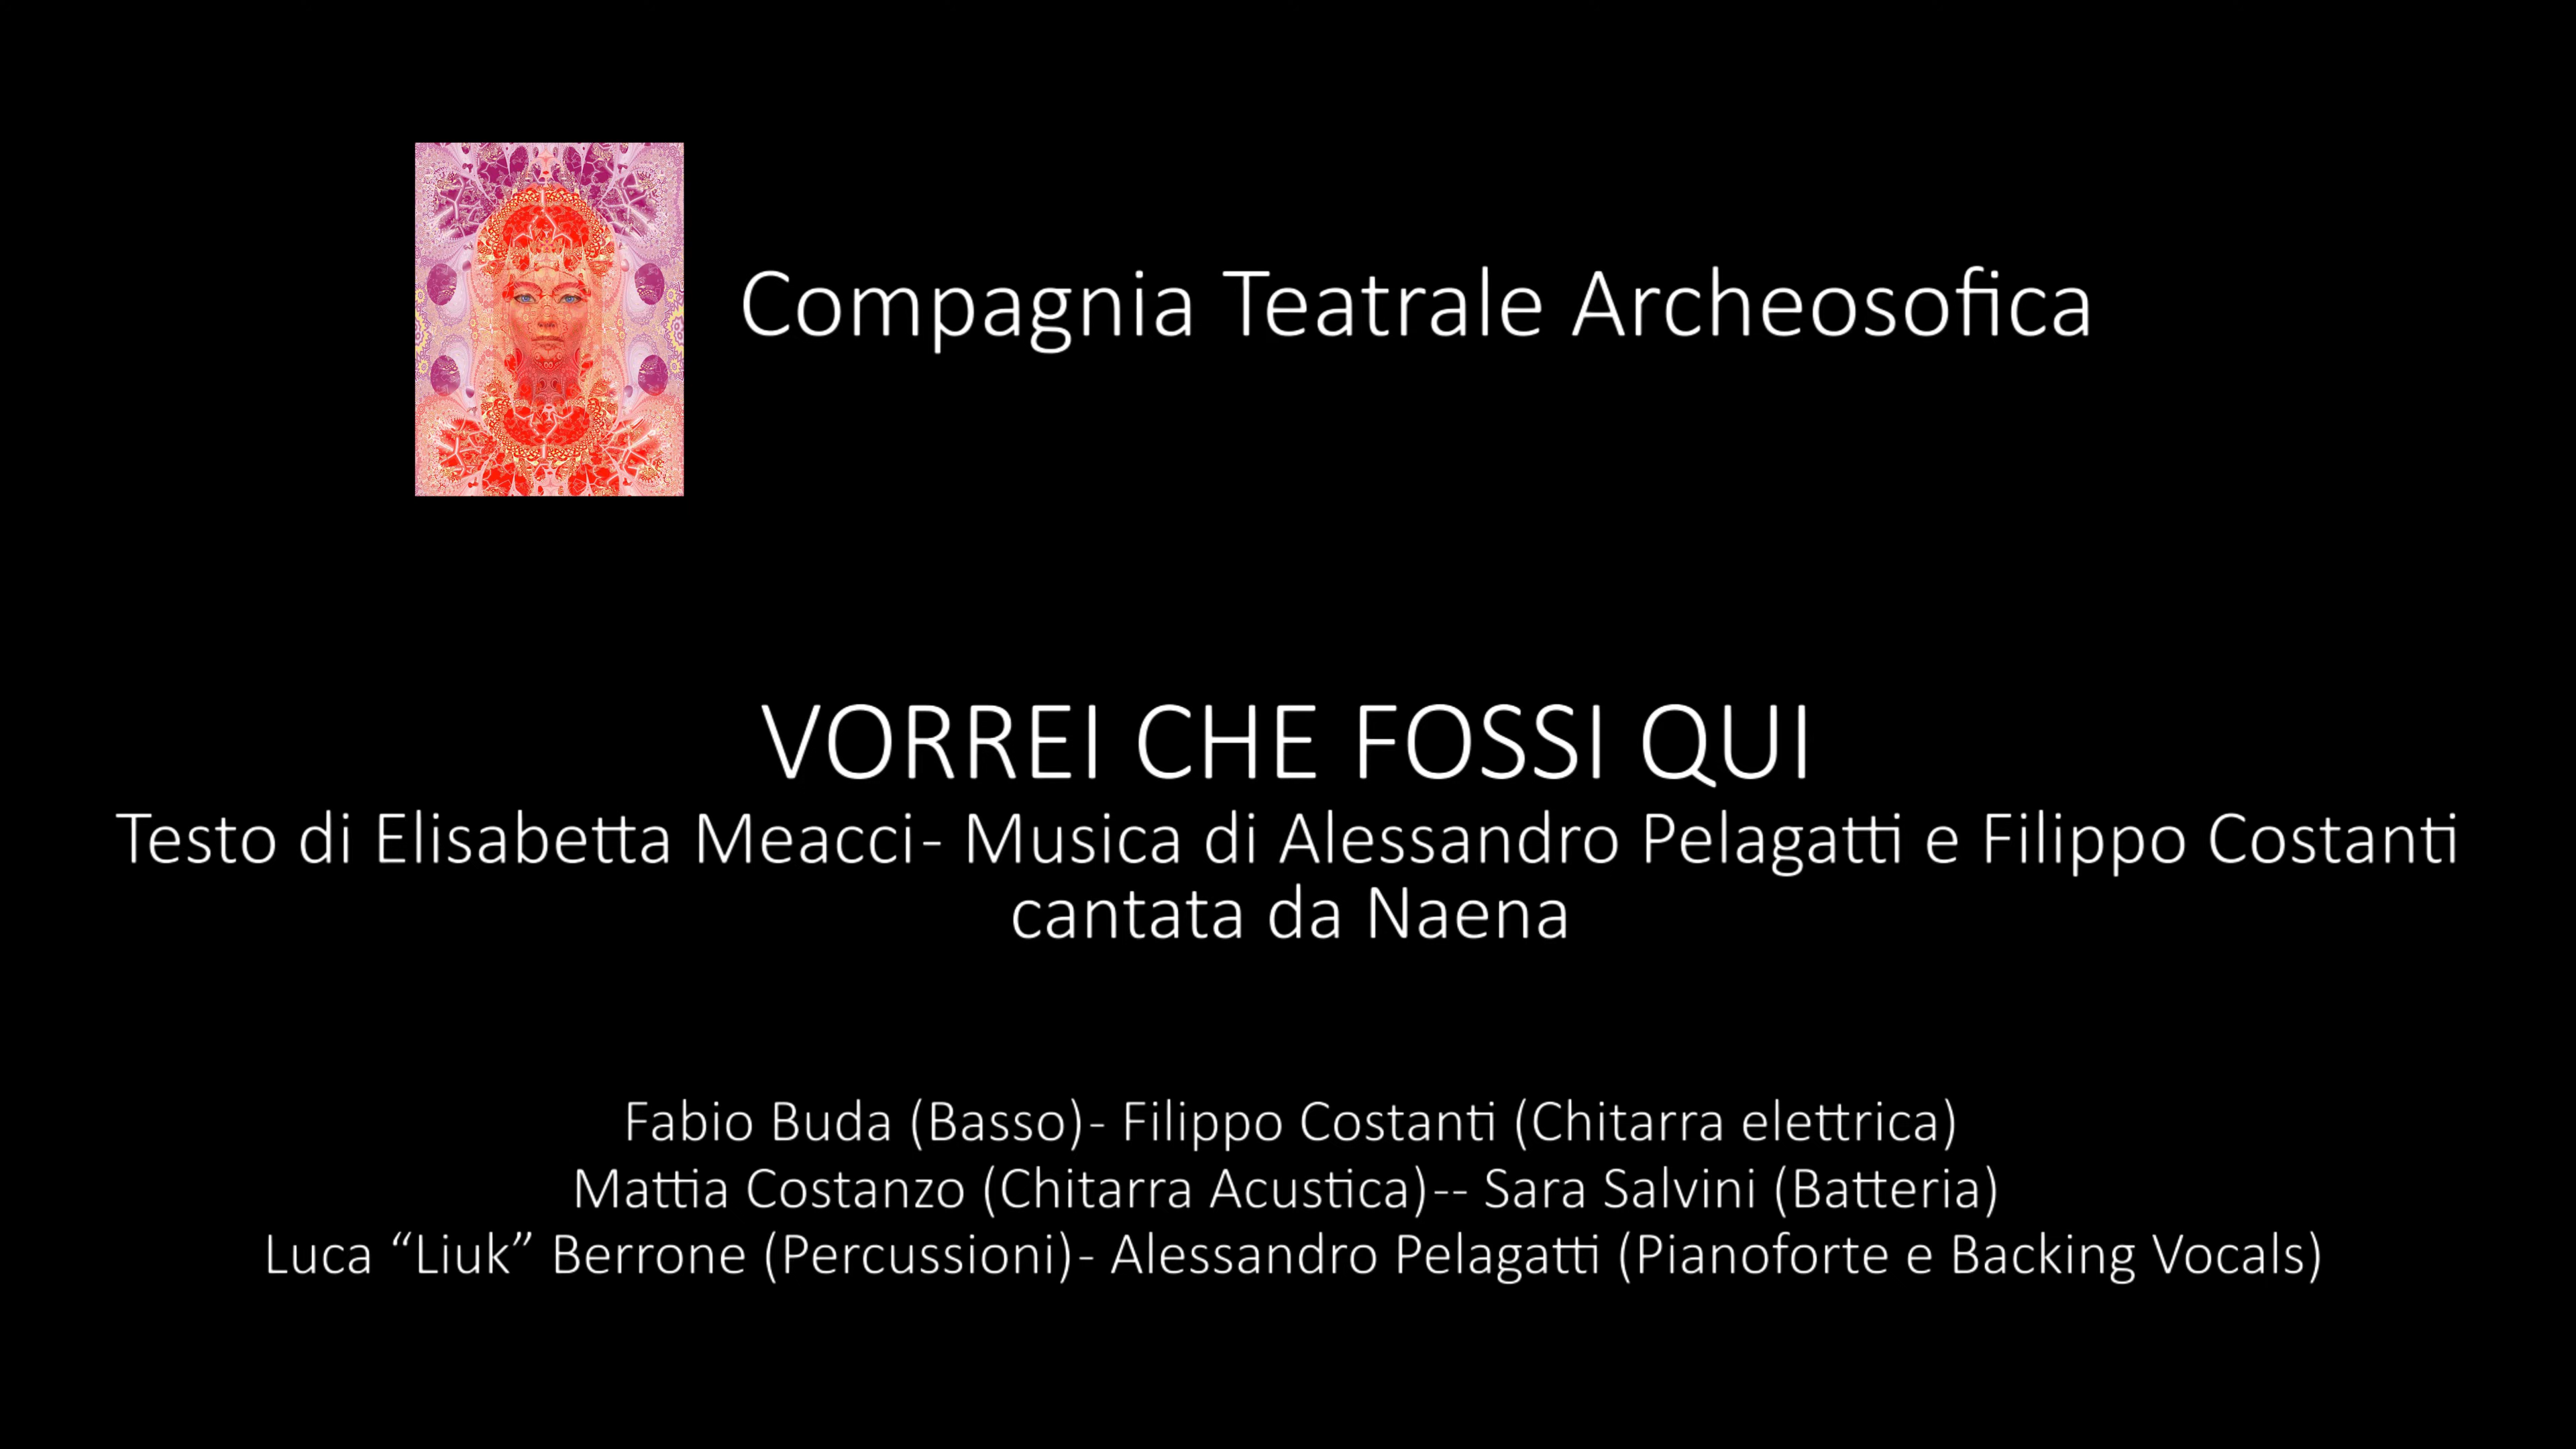 Compagnia Teatrale Archeosofica
VORREI CHE FOSSI QUI
Testo di Elisabetta Meacci- Musica di Alessandro Pelagatti e Filippo Costanti
cantata da Naena
Fabio Buda (Basso)- Filippo Costanti (Chitarra elettrica)
Mattia Costanzo (Chitarra Acustica)-- Sara Salvini (Batteria)
Luca “Liuk” Berrone (Percussioni)- Alessandro Pelagatti (Pianoforte e Backing Vocals)